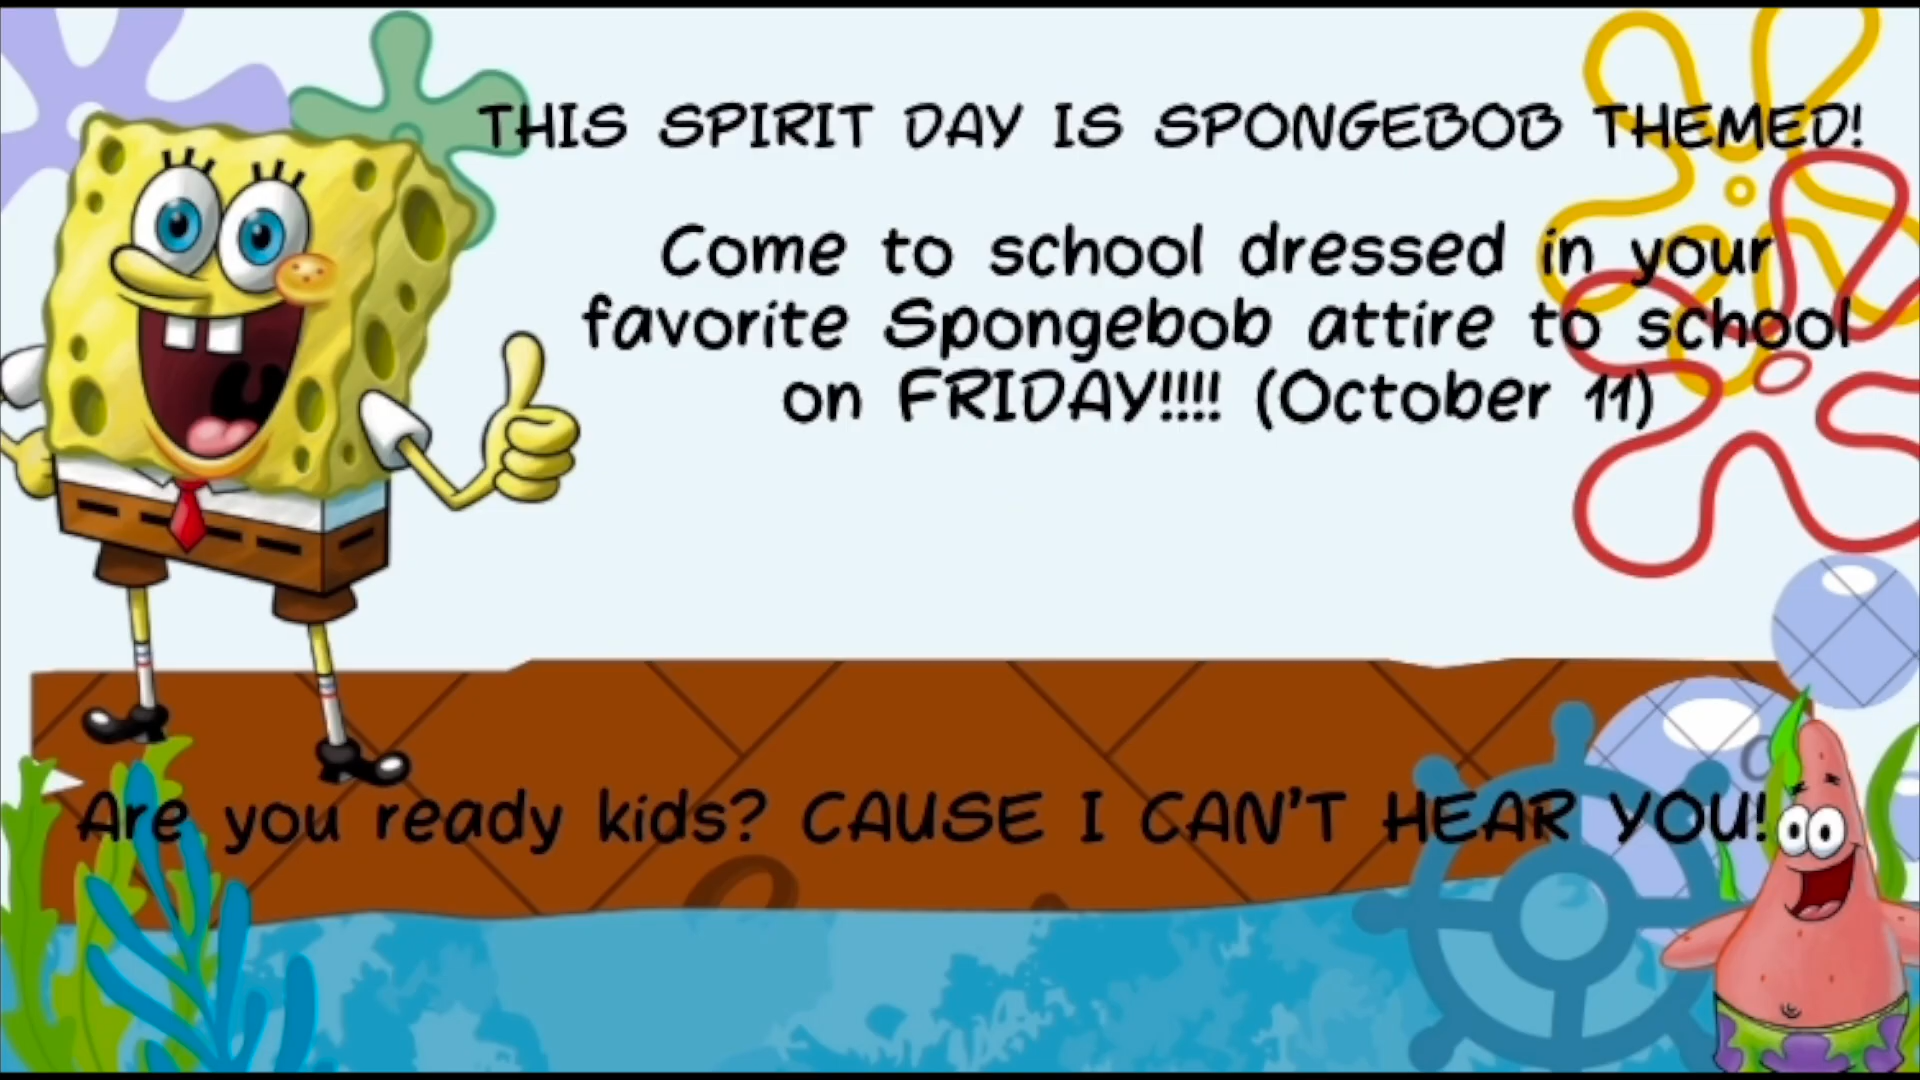 THIS SPIRIT DAY IS SPONGEBOB THEMED!
Come to school dressed in your
favorite Spongebob attire to school
on FRIDAY!!!! (October 11)
Are you ready kids? CAUSE I CAN'T HEAR YOU!